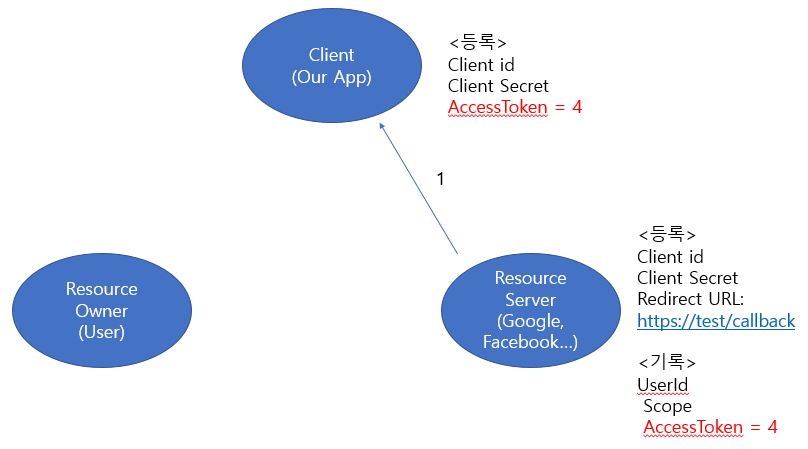 Client
(Our App)
<등록>
Client id
Client Secret
AccessToken = 4
1
Resource
Owner
(User)
Resource
Server
(Google,
Facebook...)
<등록>
Client id
Client Secret
Redirect URL:
https://test/callback
<기록>
UserId
Scope
AccessToken = 4